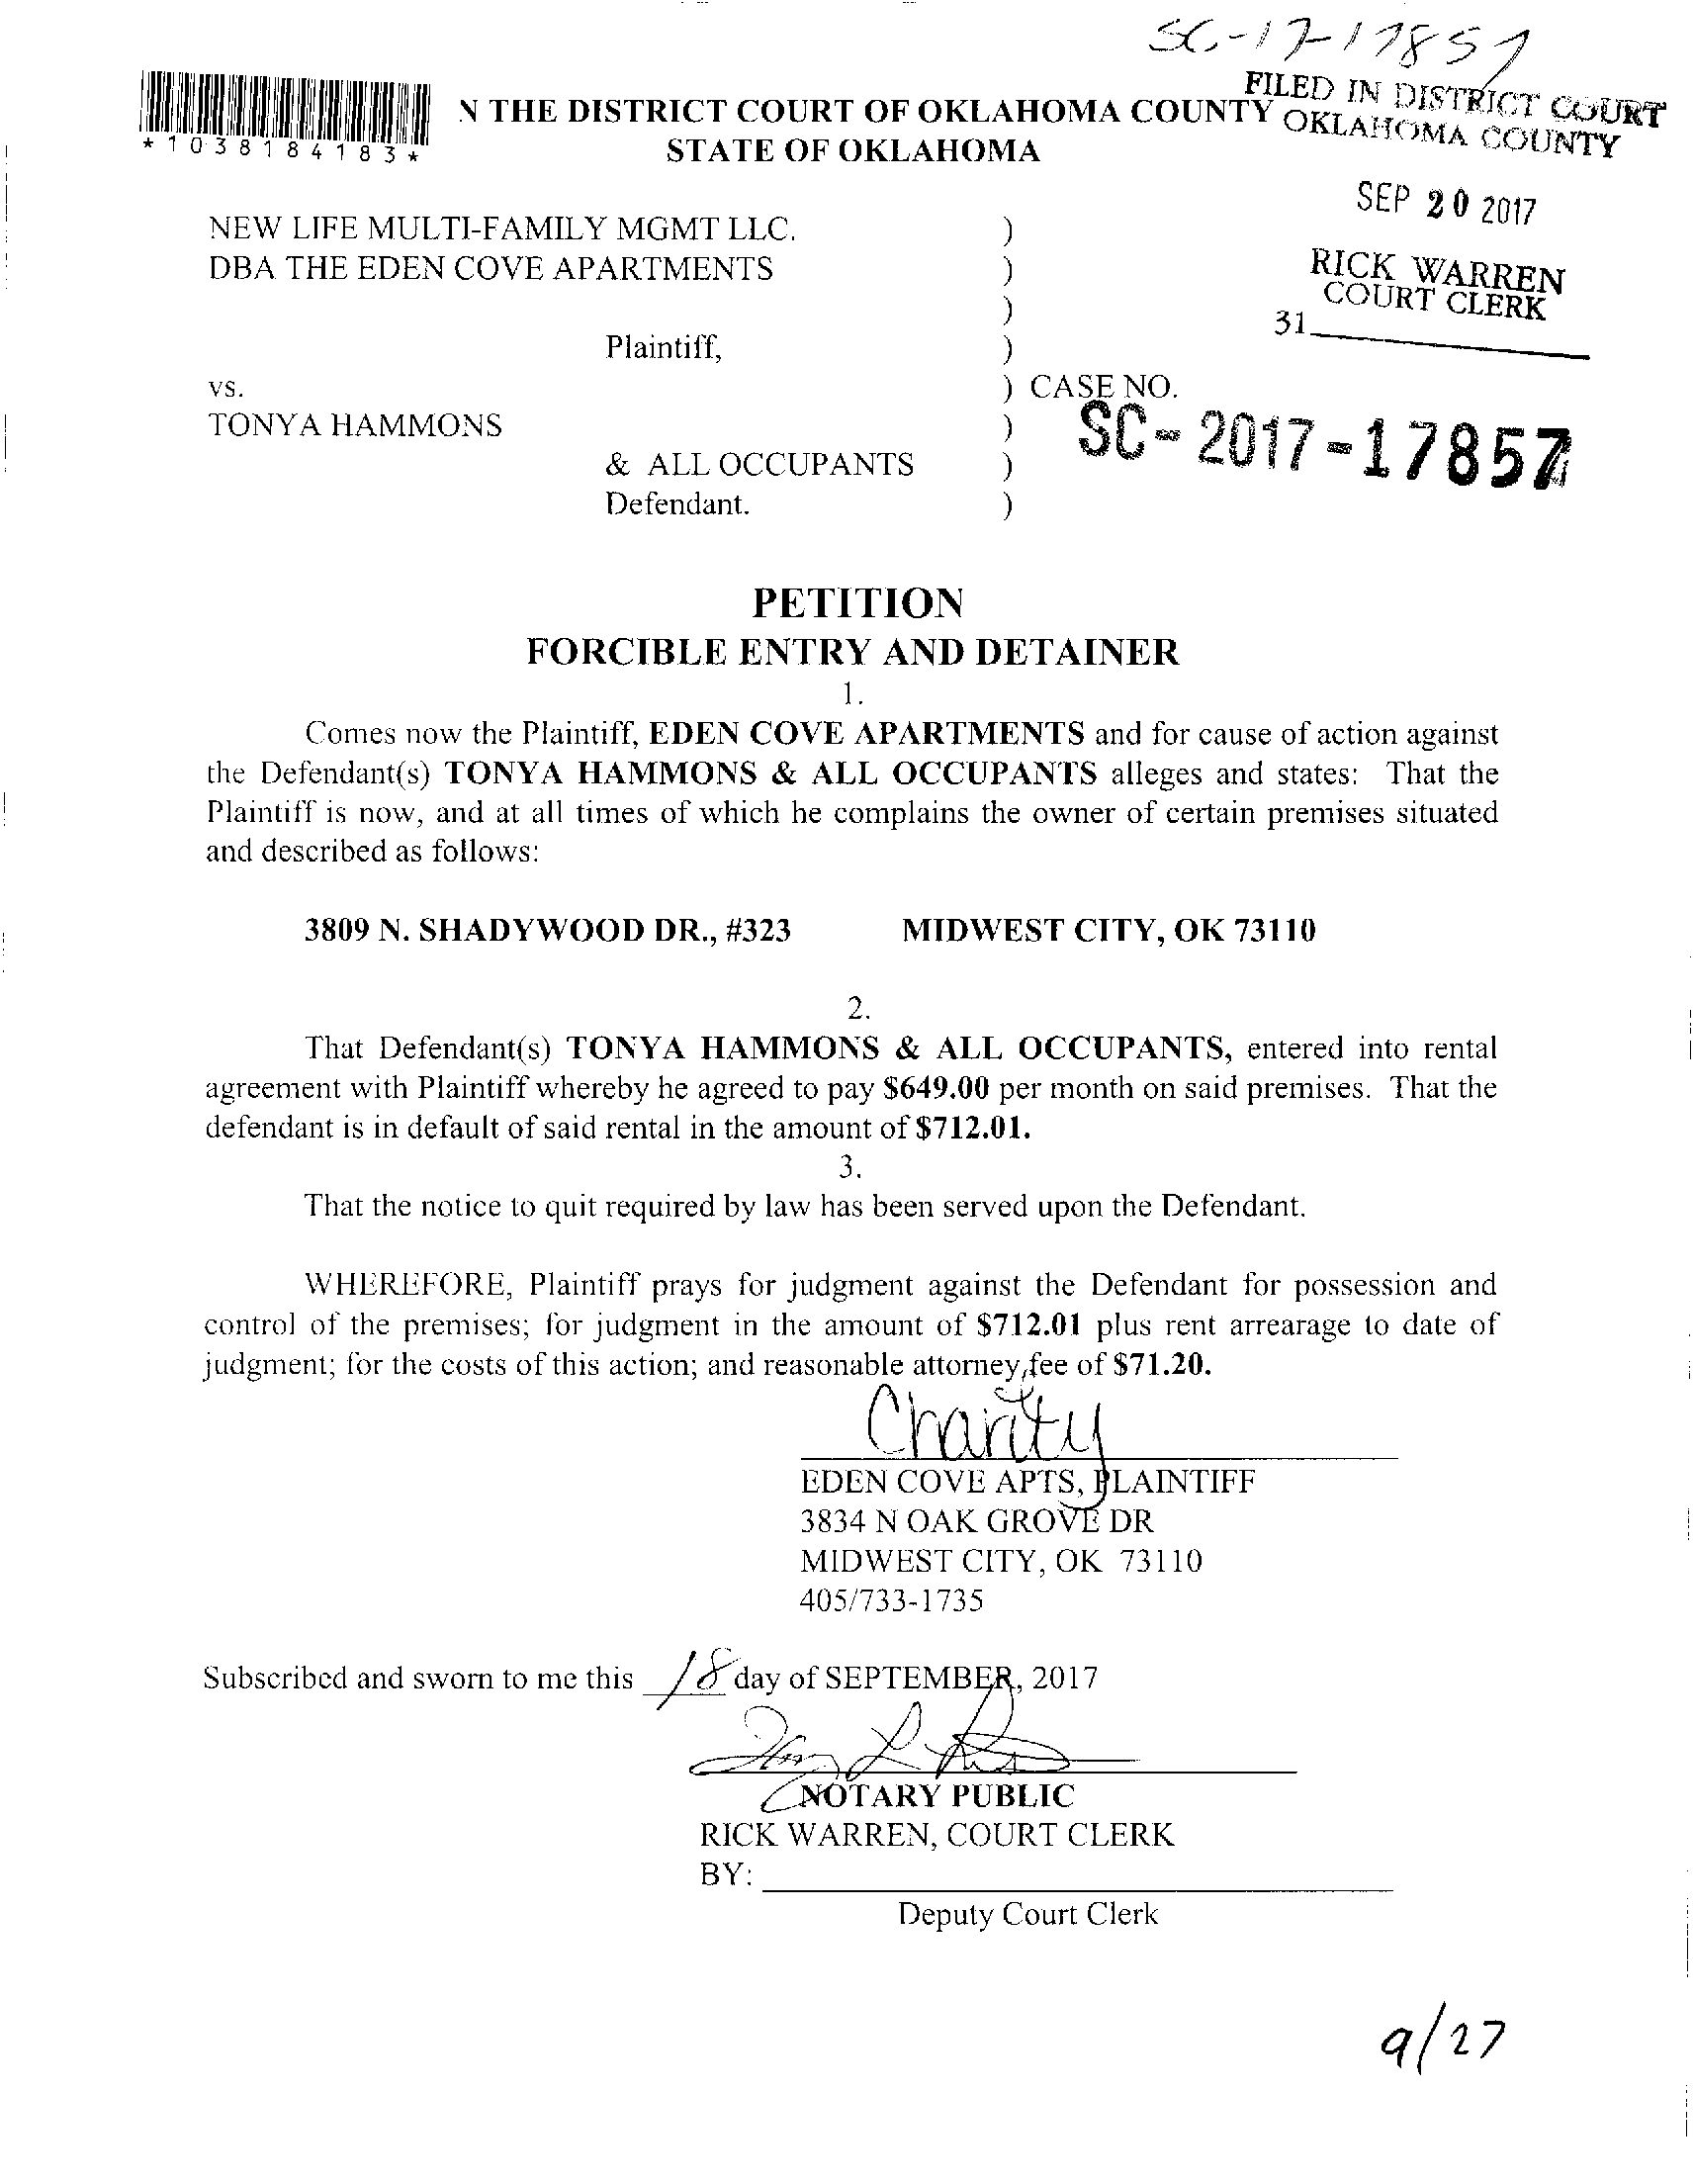 SC-17-17857
*1038184183*
N THE DISTRICT COURT OF OKLAHOMA COUNTY
STATE OF OKLAHOMA
FILED IN DISTRICT COURT
OKLAHOMA COUNTY
SEP 20 2017
RICK WARREN
COURT CLERK
31
NEW LIFE MULTI-FAMILY MGMT LLC. )
DBA THE EDEN COVE APARTMENTS )
)
Plaintiff, )
vs. ) CASE NO.
TONYA HAMMONS ) SC-2017-17857
& ALL OCCUPANTS )
Defendant. )
PETITION
FORCIBLE ENTRY AND DETAINER
1.
Comes now the Plaintiff, EDEN COVE APARTMENTS and for cause of action against
the Defendant(s) TONYA HAMMONS & ALL OCCUPANTS alleges and states: That the
Plaintiff is now, and at all times of which he complains the owner of certain premises situated
and described as follows:
3809 N. SHADYWOOD DR., #323 MIDWEST CITY, OK 73110
2.
That Defendant(s) TONYA HAMMONS & ALL OCCUPANTS, entered into rental
agreement with Plaintiff whereby he agreed to pay $649.00 per month on said premises. That the
defendant is in default of said rental in the amount of $712.01.
3.
That the notice to quit required by law has been served upon the Defendant.
WHEREFORE, Plaintiff prays for judgment against the Defendant for possession and
control of the premises; for judgment in the amount of $712.01 plus rent arrearage to date of
judgment; for the costs of this action; and reasonable attorney fee of $71.20.
Charity
EDEN COVE APTS, PLAINTIFF
3834 N OAK GROVE DR
MIDWEST CITY, OK 73110
405/733-1735
Subscribed and sworn to me this 18 day of SEPTEMBER, 2017
NOTARY PUBLIC
RICK WARREN, COURT CLERK
BY:
Deputy Court Clerk
9/27